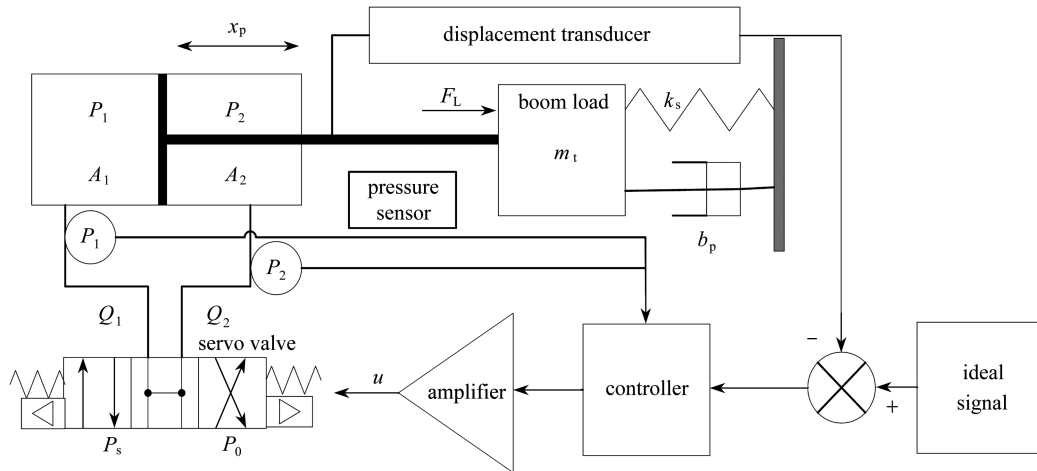 x_p
displacement transducer
P_1
P_2
F_L
boom load
k_s
m_t
A_1
A_2
pressure
sensor
P_1
P_2
b_p
Q_1
Q_2
servo valve
u
amplifier
controller
−
+
ideal
signal
P_s
P_0